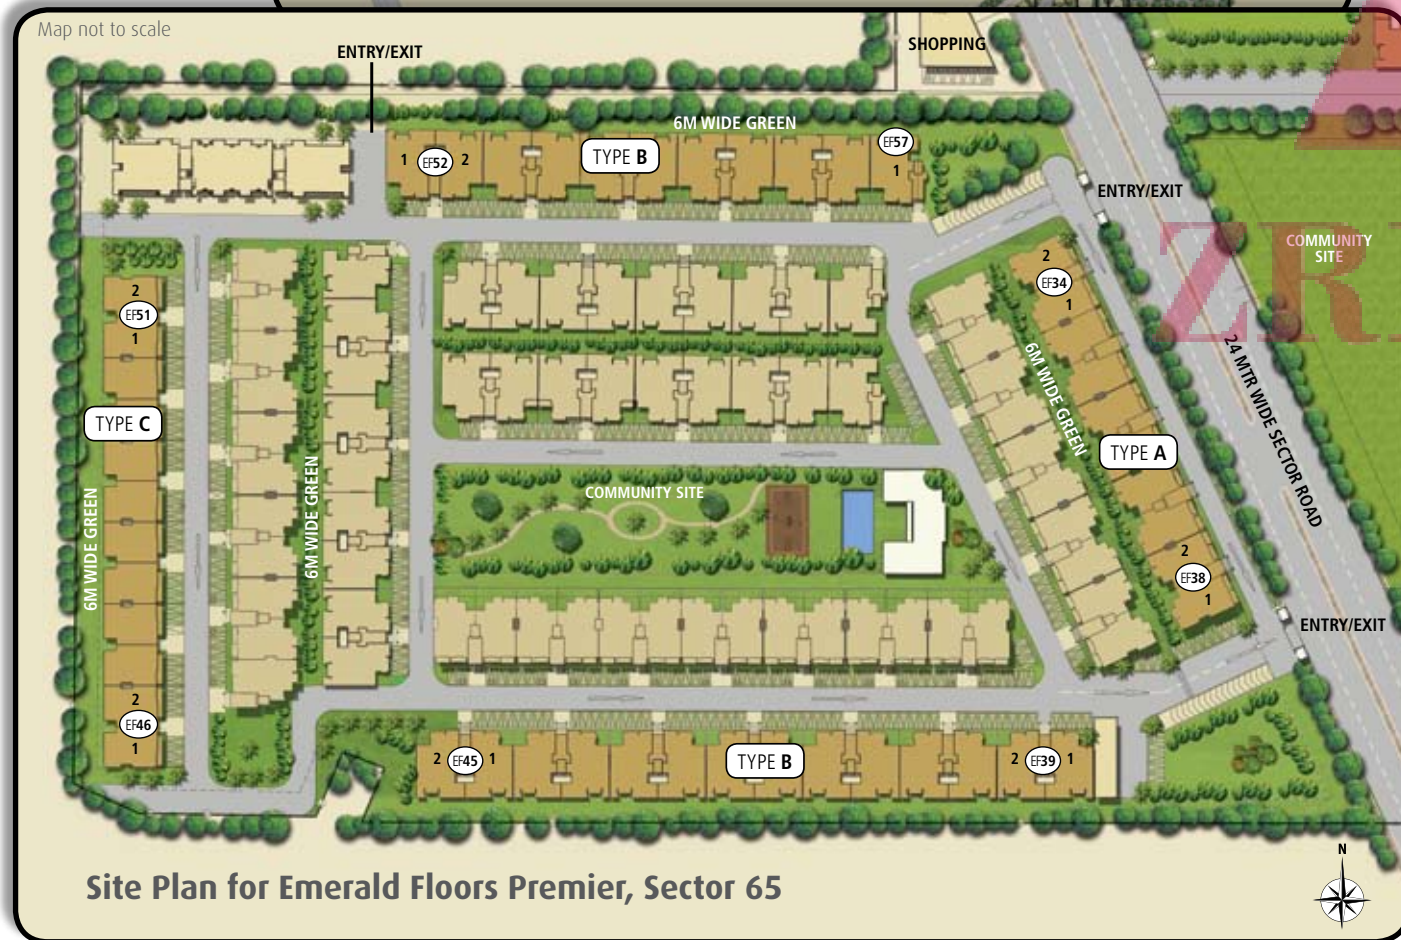 Map not to scale
ENTRY/EXIT
SHOPPING
6M WIDE GREEN
1 EF52 2
TYPE B
EF57
1
ENTRY/EXIT
COMMUNITY
SITE
2
EF34
1
2
EF51
1
6M WIDE GREEN
24 MTR WIDE SECTOR ROAD
TYPE C
TYPE A
6M WIDE GREEN
6M WIDE GREEN
COMMUNITY SITE
2
EF38
1
ENTRY/EXIT
2
EF46
1
2 EF45 1
TYPE B
2 EF39 1
N
Site Plan for Emerald Floors Premier, Sector 65